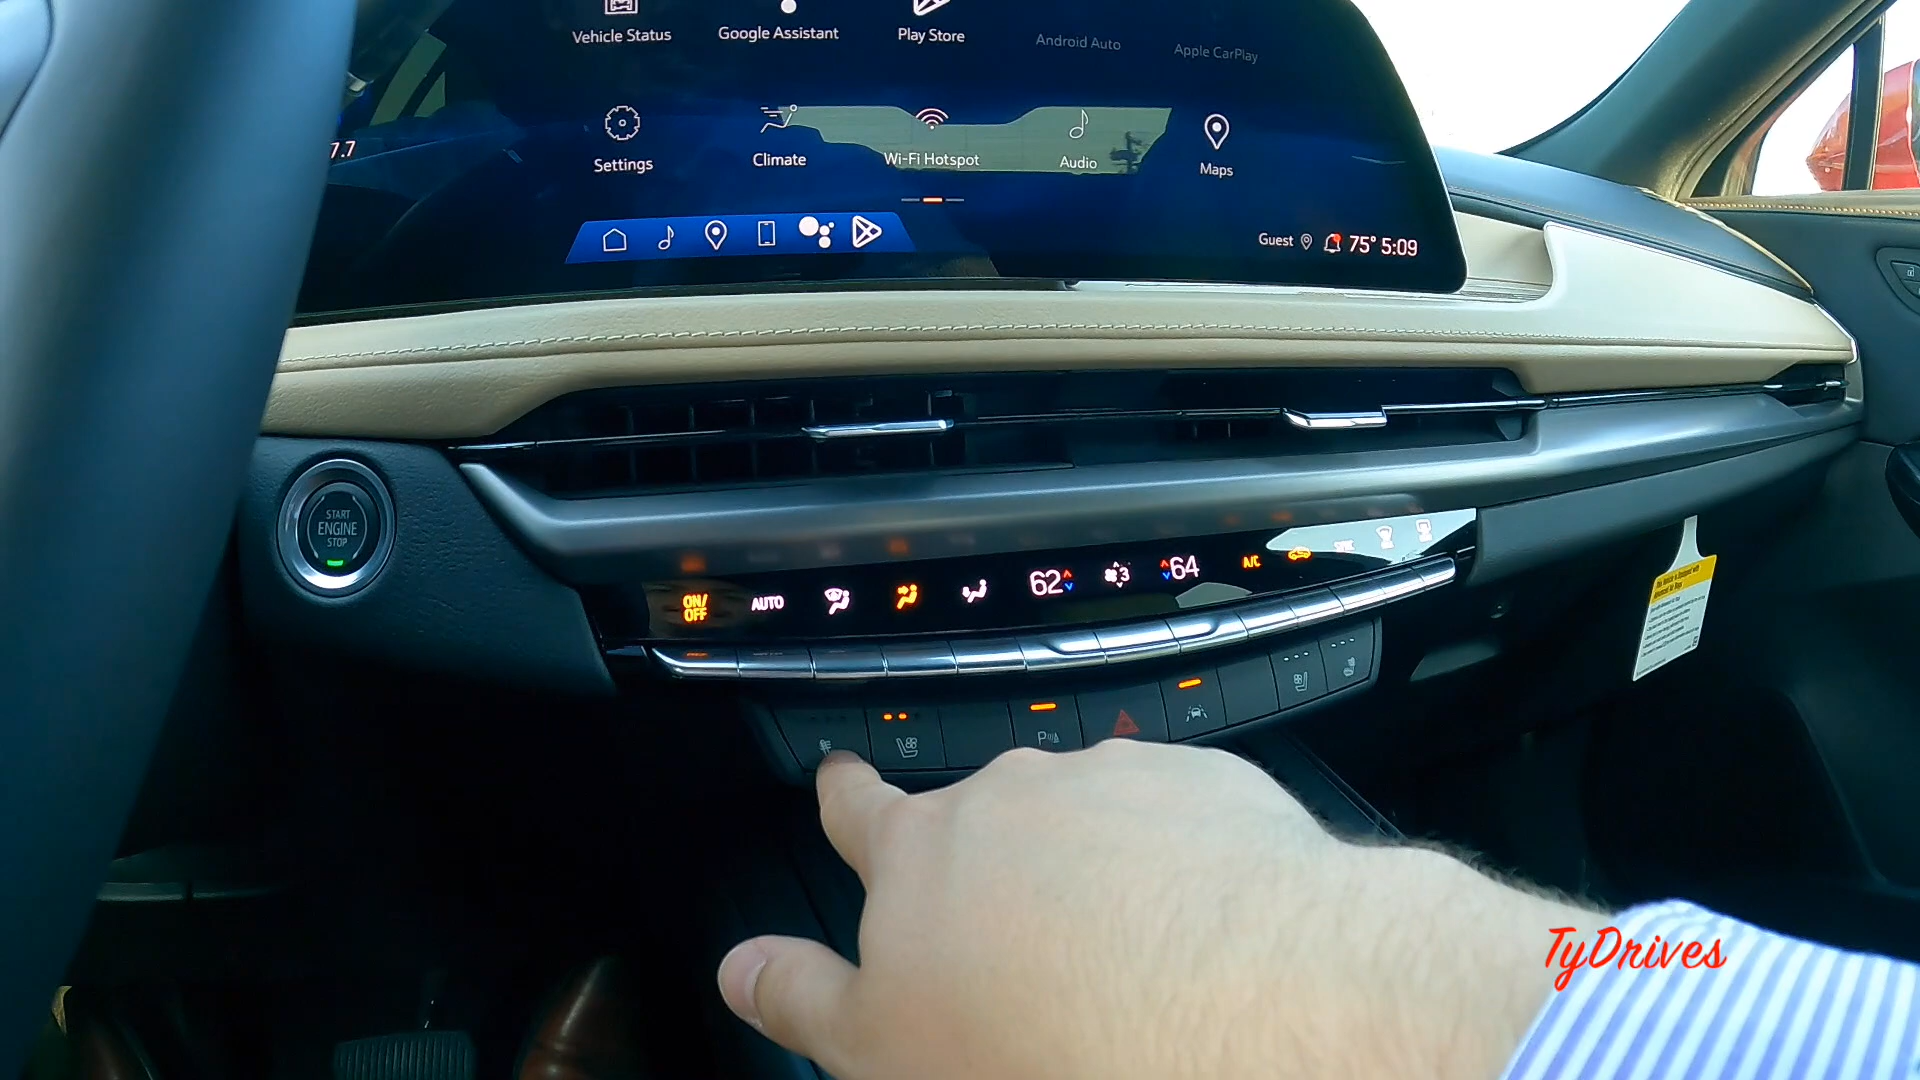 Vehicle Status
Google Assistant
Play Store
Android Auto
Apple CarPlay
7.7
Settings
Climate
Wi-Fi Hotspot
Audio
Maps
Guest 75° 5:09
START
ENGINE
STOP
ON/
OFF
AUTO
62
3
64
A/C
SYNC
P
TyDrives